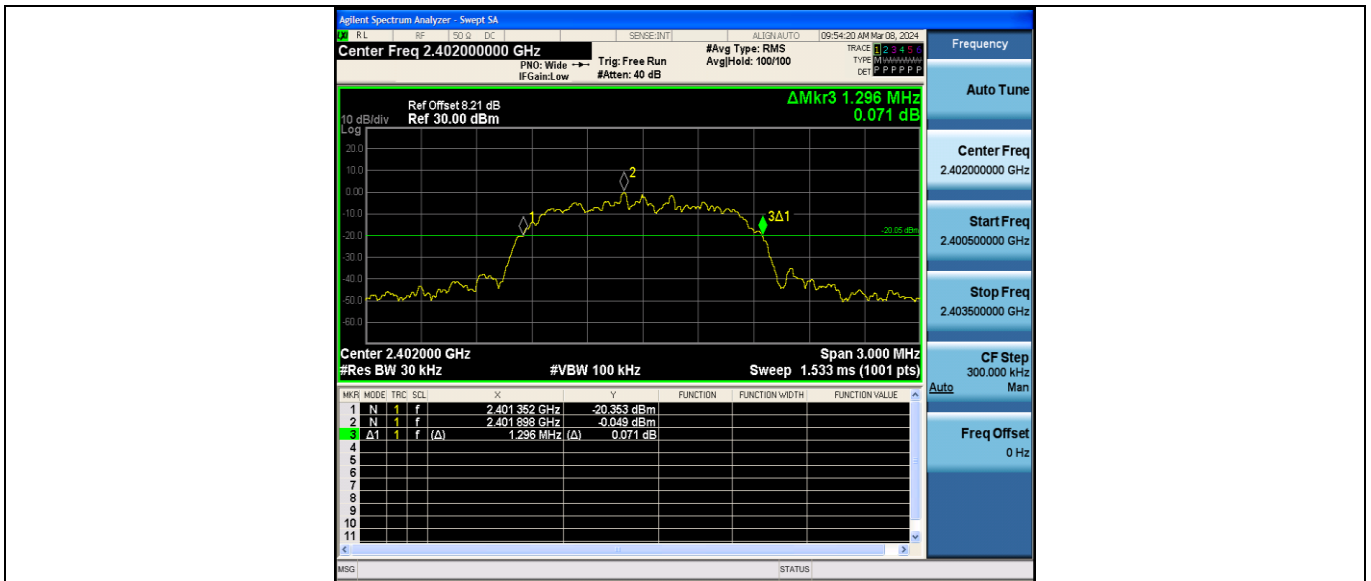 Agilent Spectrum Analyzer - Swept SA
RL RF 50 Ω DC SENSE:INT ALIGNAUTO 09:54:20 AM Mar 08, 2024
Center Freq 2.402000000 GHz
PNO: Wide
IFGain:Low
Trig: Free Run
#Atten: 40 dB
#Avg Type: RMS
Avg|Hold: 100/100
TRACE 1 2 3 4 5 6
TYPE M
DET P P P P P P
10 dB/div
Log
Ref Offset 8.21 dB
Ref 30.00 dBm
ΔMkr3 1.296 MHz
0.071 dB
20.0
10.0
0.00
-10.0
-20.0
-30.0
-40.0
-50.0
-60.0
1
2
3Δ1
-20.05 dBm
Center 2.402000 GHz Span 3.000 MHz
#Res BW 30 kHz #VBW 100 kHz Sweep 1.533 ms (1001 pts)
MKR MODE TRC SCL X Y FUNCTION FUNCTION WIDTH FUNCTION VALUE
1 N 1 f 2.401 352 GHz -20.353 dBm
2 N 1 f 2.401 898 GHz -0.049 dBm
3 Δ1 1 f (Δ) 1.296 MHz (Δ) 0.071 dB
4
5
6
7
8
9
10
11
MSG STATUS
Frequency
Auto Tune
Center Freq
2.402000000 GHz
Start Freq
2.400500000 GHz
Stop Freq
2.403500000 GHz
CF Step
300.000 kHz
Auto Man
Freq Offset
0 Hz